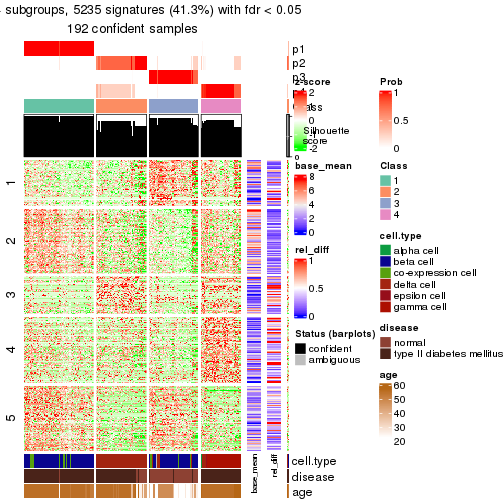 subgroups, 5235 signatures (41.3%) with fdr < 0.05
192 confident samples
p1
p2
p3
p4
Class
Silhouette
score
z-score
2
1
0
-1
-2
base_mean
8
6
4
2
0
rel_diff
1
0.5
0
Status (barplots)
confident
ambiguous
Prob
1
0.5
0
Class
1
2
3
4
cell.type
alpha cell
beta cell
co-expression cell
delta cell
epsilon cell
gamma cell
disease
normal
type II diabetes mellitus
age
60
50
40
30
20
1
2
3
4
5
cell.type
disease
age
base_mean
rel_diff